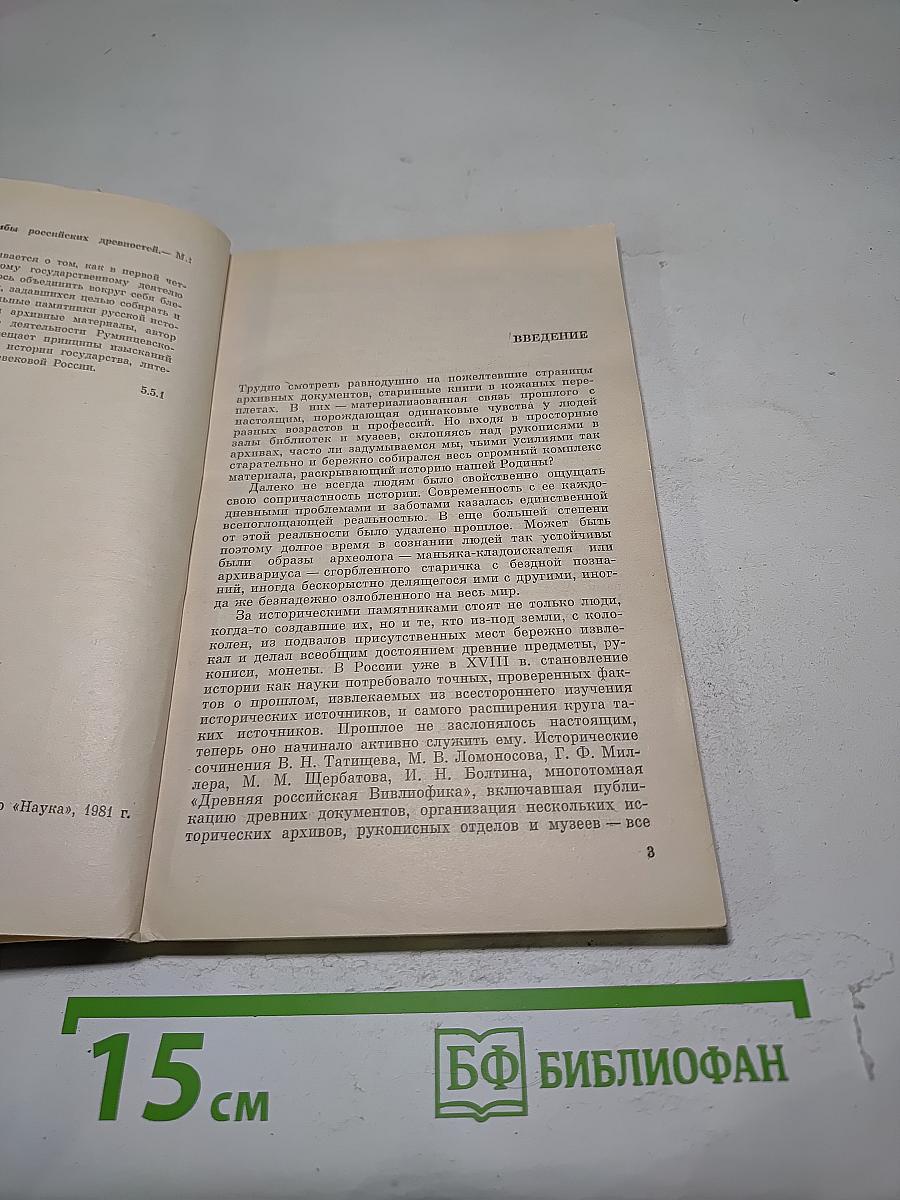 бы российских древностей.— М.:
вается о том, как в первой чет-
ому государственному деятелю
ось объединить вокруг себя бле-
, задавшихся целью собирать и
льные памятники русской исто-
и архивные материалы, автор
деятельности Румянцевско-
ещает принципы изысканий
истории государства, лите-
вековой России.
5.5.1
«Наука», 1981 г.
ВВЕДЕНИЕ
Трудно смотреть равнодушно на пожелтевшие страницы
архивных документов, старинные книги в кожаных пере-
плетах. В них — материализованная связь прошлого с
настоящим, порождающая одинаковые чувства у людей
разных возрастов и профессий. Но входя в просторные
залы библиотек и музеев, склоняясь над рукописями в
архивах, часто ли задумываемся мы, чьими усилиями так
старательно и бережно собирался весь огромный комплекс
материала, раскрывающий историю нашей Родины?
Далеко не всегда людям было свойственно ощущать
свою сопричастность истории. Современность с ее каждо-
дневными проблемами и заботами казалась единственной
всепоглощающей реальностью. В еще большей степени
от этой реальности было удалено прошлое. Может быть
поэтому долгое время в сознании людей так устойчивы
были образы археолога — маньяка-кладоискателя или
архивариуса — сгорбленного старичка с бездной позна-
ний, иногда бескорыстно делящегося ими с другими, иног-
да же безнадежно озлобленного на весь мир.
За историческими памятниками стоят не только люди,
когда-то создавшие их, но и те, кто из-под земли, с коло-
колен, из подвалов присутственных мест бережно извле-
кал и делал всеобщим достоянием древние предметы, ру-
кописи, монеты. В России уже в XVIII в. становление
истории как науки потребовало точных, проверенных фак-
тов о прошлом, извлекаемых из всестороннего изучения
исторических источников, и самого расширения круга та-
ких источников. Прошлое не заслонялось настоящим,
теперь оно начинало активно служить ему. Исторические
сочинения В. Н. Татищева, М. В. Ломоносова, Г. Ф. Мил-
лера, М. М. Щербатова, И. Н. Болтина, многотомная
«Древняя российская Вивлиофика», включавшая публи-
кацию древних документов, организация нескольких ис-
торических архивов, рукописных отделов и музеев — все
3
15 см
БФ БИБЛИОФАН